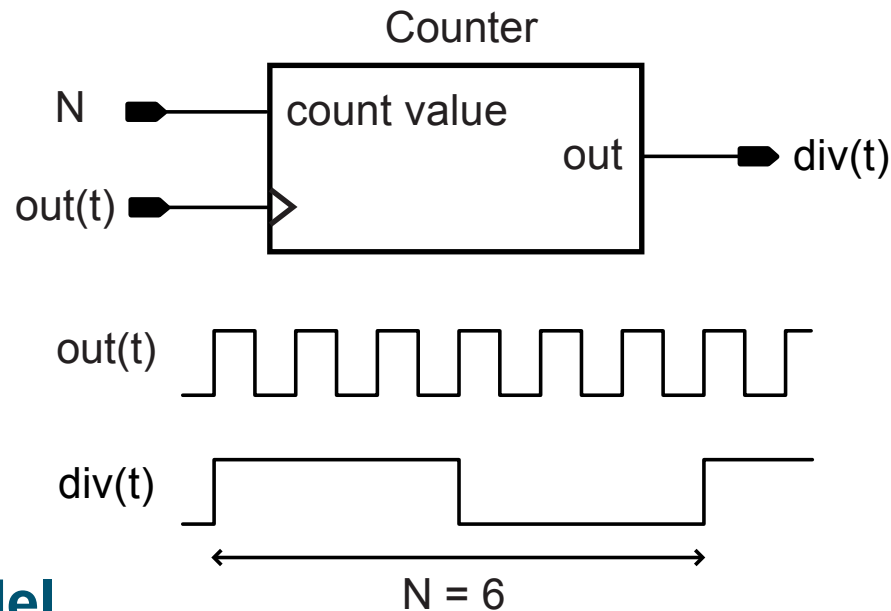 Counter
N
count value
out
div(t)
out(t)
out(t)
div(t)
N = 6